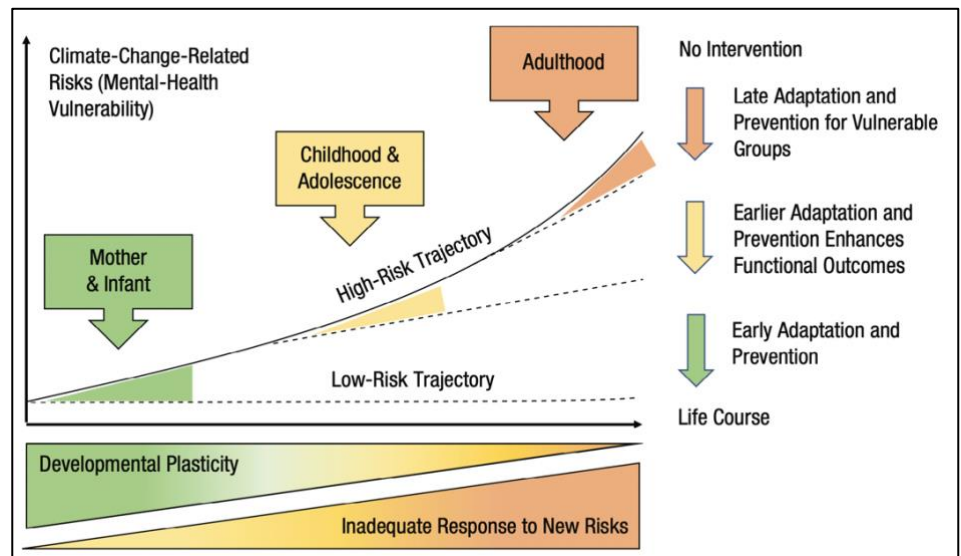 Climate-Change-Related
Risks (Mental-Health
Vulnerability)
Adulthood
No Intervention
Late Adaptation and
Prevention for Vulnerable
Groups
Childhood &
Adolescence
Earlier Adaptation and
Prevention Enhances
Functional Outcomes
Mother
& Infant
High-Risk Trajectory
Early Adaptation and
Prevention
Low-Risk Trajectory
Life Course
Developmental Plasticity
Inadequate Response to New Risks